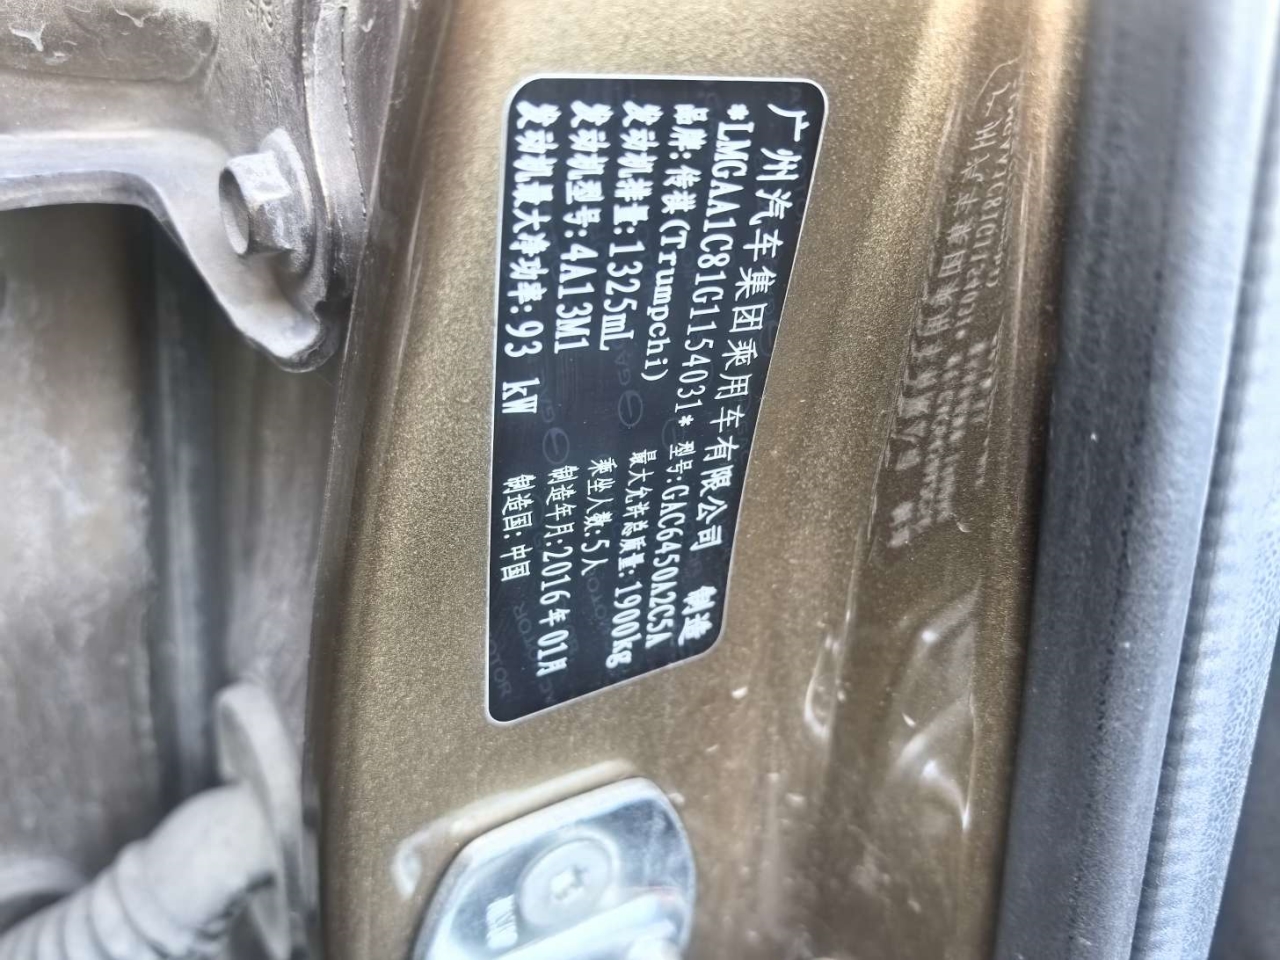 广州汽车集团乘用车有限公司 制造
*LMGAA1C81G1154031* 型号:GAC6450A2C5A
品牌:传祺(Trumpchi) 最大允许总质量:1900kg
发动机排量:1325mL 乘坐人数:5人
发动机型号:4A13M1 制造年月:2016年01月
发动机最大净功率:93 kW 制造国:中国